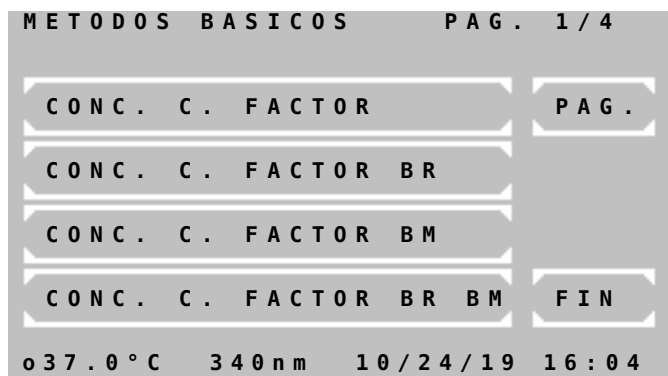 METODOS BASICOS PAG. 1/4
CONC. C. FACTOR PAG.
CONC. C. FACTOR BR
CONC. C. FACTOR BM
CONC. C. FACTOR BR BM FIN
o37.0°C 340nm 10/24/19 16:04